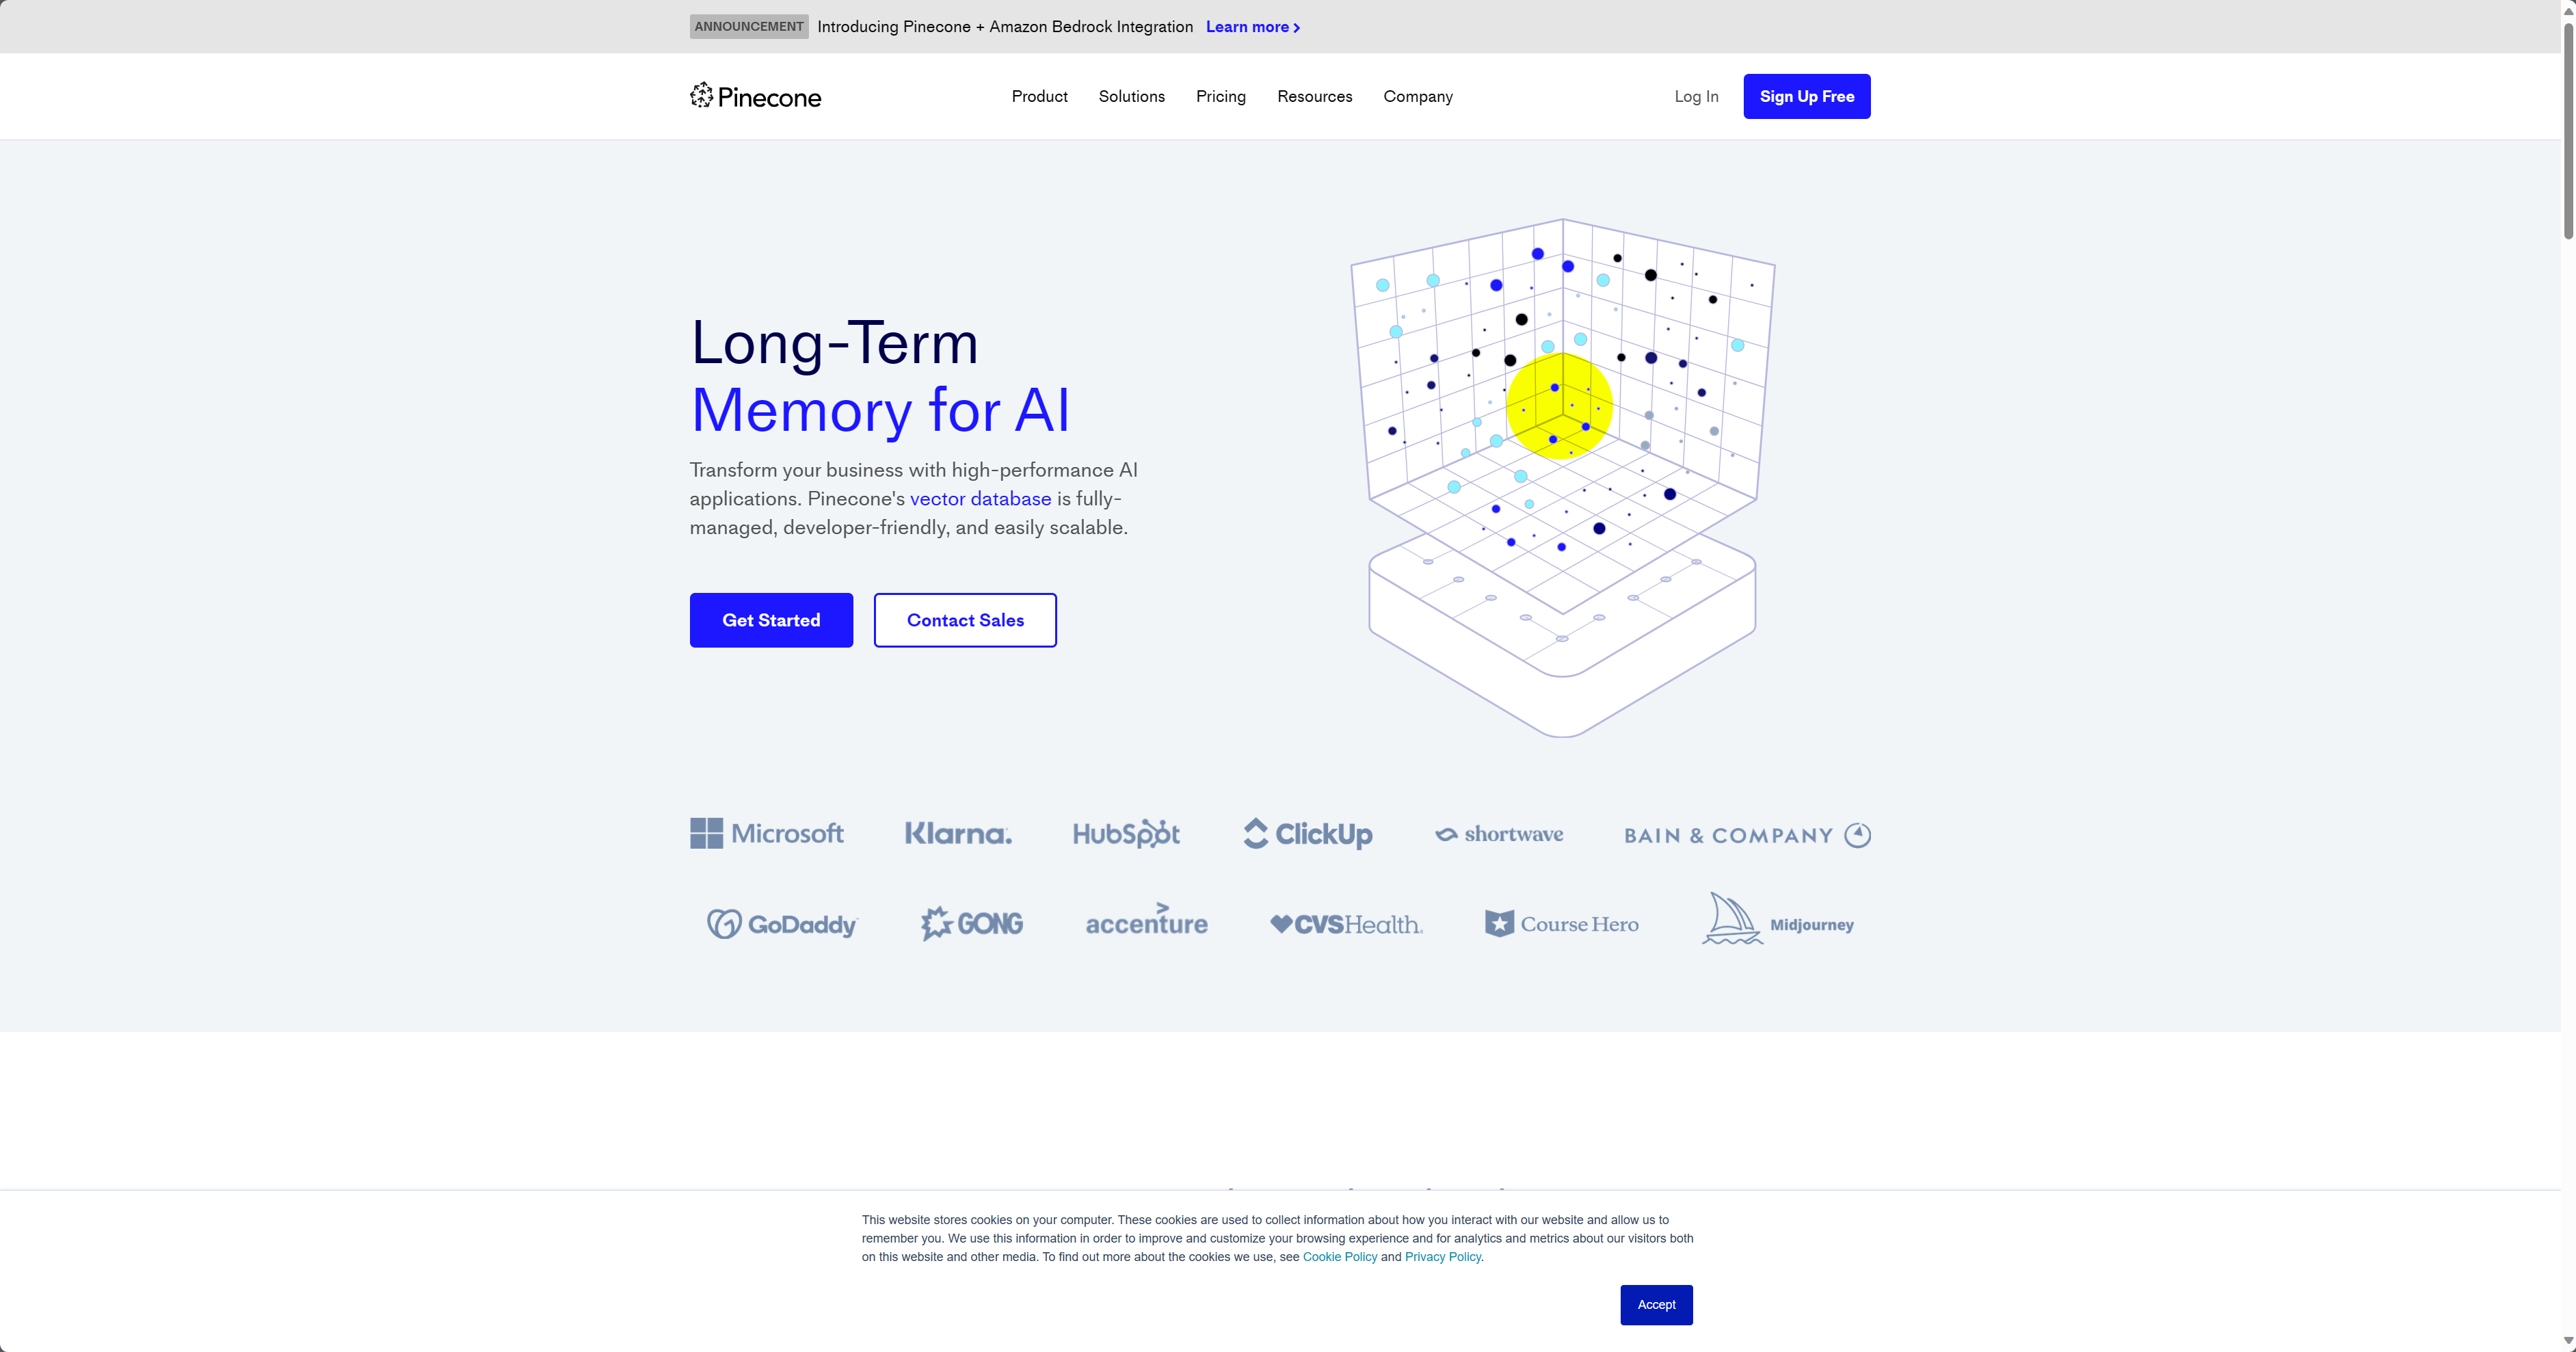 ANNOUNCEMENT Introducing Pinecone + Amazon Bedrock Integration Learn more
Pinecone Product Solutions Pricing Resources Company Log In Sign Up Free
Long-Term
Memory for AI
Transform your business with high-performance AI
applications. Pinecone's vector database is fully-
managed, developer-friendly, and easily scalable.
Get Started Contact Sales
Microsoft Klarna. HubSpot ClickUp shortwave BAIN & COMPANY
GoDaddy GONG accenture CVSHealth. Course Hero Midjourney
This website stores cookies on your computer. These cookies are used to collect information about how you interact with our website and allow us to
remember you. We use this information in order to improve and customize your browsing experience and for analytics and metrics about our visitors both
on this website and other media. To find out more about the cookies we use, see Cookie Policy and Privacy Policy.
Accept